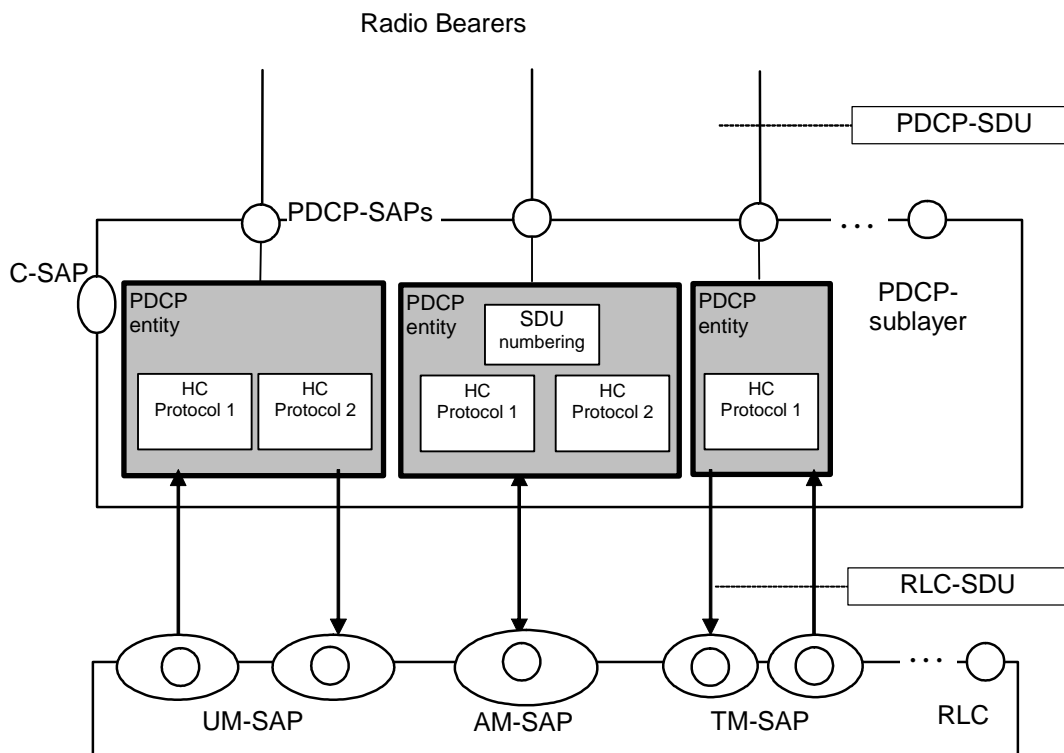 Radio Bearers
PDCP-SDU
PDCP-SAPs
...
C-SAP
PDCP
entity
HC
Protocol 1
HC
Protocol 2
PDCP
entity
SDU
numbering
HC
Protocol 1
HC
Protocol 2
PDCP
entity
HC
Protocol 1
PDCP-
sublayer
RLC-SDU
...
UM-SAP
AM-SAP
TM-SAP
RLC